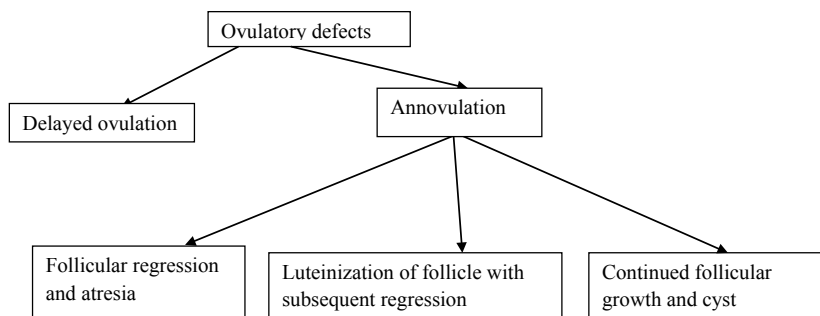 Ovulatory defects
Delayed ovulation
Annovulation
Follicular regression
and atresia
Luteinization of follicle with
subsequent regression
Continued follicular
growth and cyst